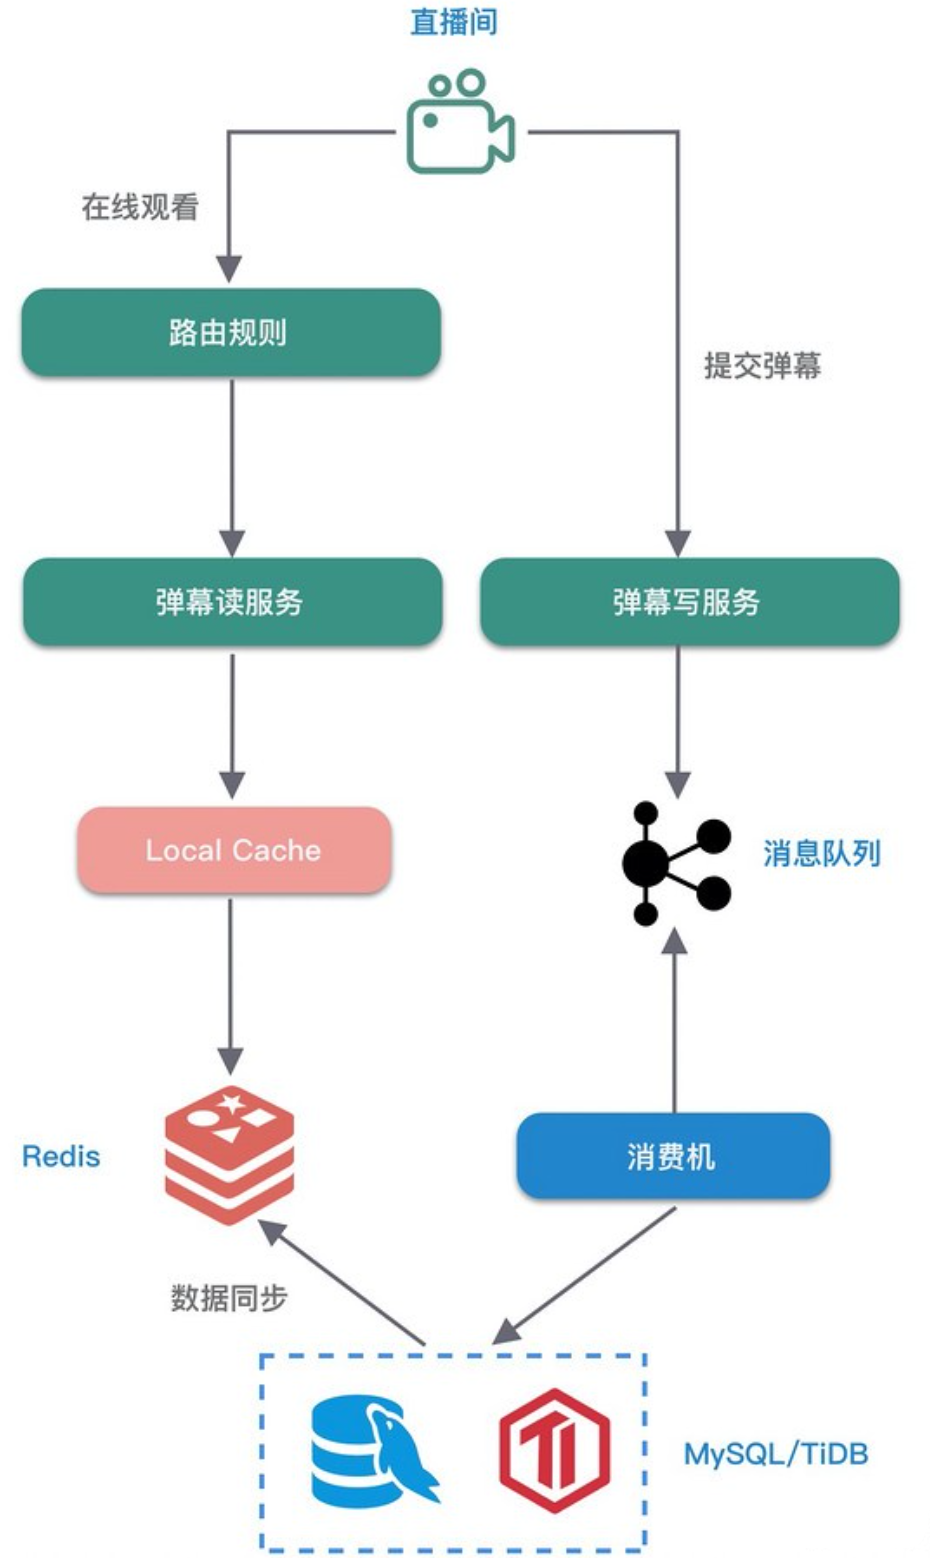 直播间
在线观看
路由规则
提交弹幕
弹幕读服务
弹幕写服务
Local Cache
消息队列
Redis
消费机
数据同步
MySQL/TiDB